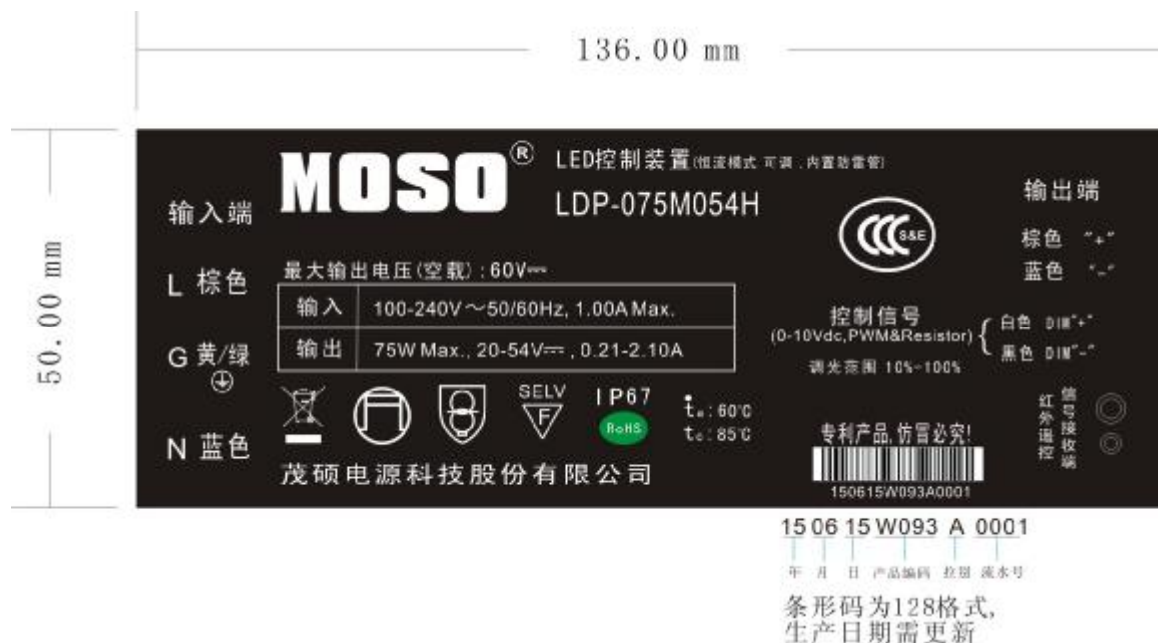 136.00 mm
50.00 mm
MOSO®
LED控制装置(恒流模式 可调 . 内置防雷管)
LDP-075M054H
输入端
L 棕色
G 黄/绿
N 蓝色
最大输出电压(空载) : 60V⎓
输入 100-240V～50/60Hz, 1.00A Max.
输出 75W Max., 20-54V⎓ , 0.21-2.10A
SELV
F
IP67
RoHS
ta : 60℃
tc : 85℃
茂硕电源科技股份有限公司
CCC S&E
输出端
棕色 "+"
蓝色 "-"
控制信号
(0-10Vdc,PWM&Resistor)
白色 DIM"+"
黑色 DIM"-"
调光范围 10%-100%
红外遥控
信号接收端
专利产品,仿冒必究!
150615W093A0001
15 06 15 W093 A 0001
年 月 日 产品编码 拉别 流水号
条形码为128格式,
生产日期需更新